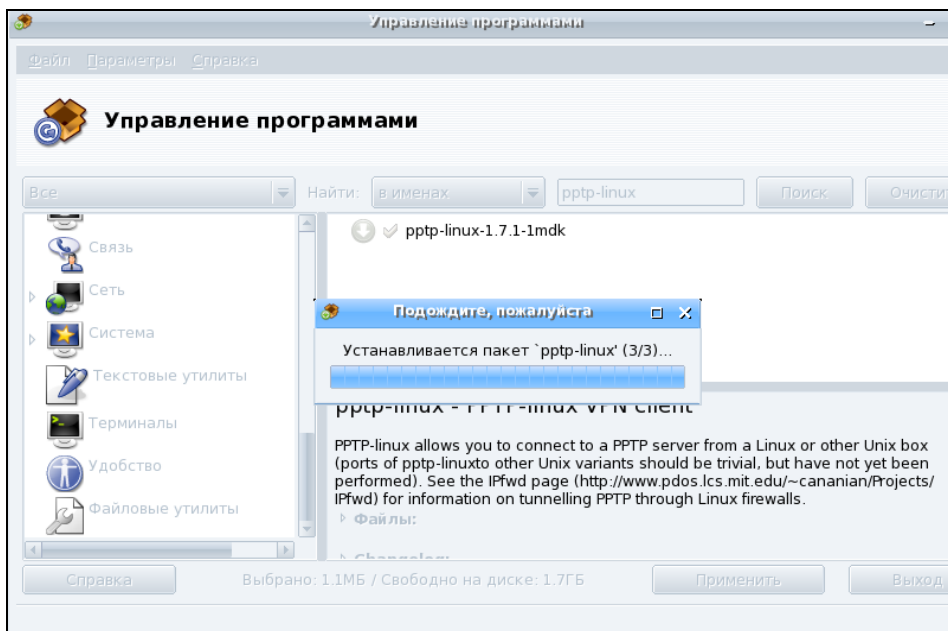 Управление программами
Файл Параметры Справка
Управление программами
Все
Найти:
в именах
pptp-linux
Поиск
Очистит
Связь
Сеть
Система
Текстовые утилиты
Терминалы
Удобство
Файловые утилиты
pptp-linux-1.7.1-1mdk
Подождите, пожалуйста
Устанавливается пакет `pptp-linux' (3/3)...
pptp-linux - PPTP-linux VPN client
PPTP-linux allows you to connect to a PPTP server from a Linux or other Unix box
(ports of pptp-linuxto other Unix variants should be trivial, but have not yet been
performed). See the IPfwd page (http://www.pdos.lcs.mit.edu/~cananian/Projects/
IPfwd) for information on tunnelling PPTP through Linux firewalls.
Файлы:
Changelog:
Справка
Выбрано: 1.1МБ / Свободно на диске: 1.7ГБ
Применить
Выход